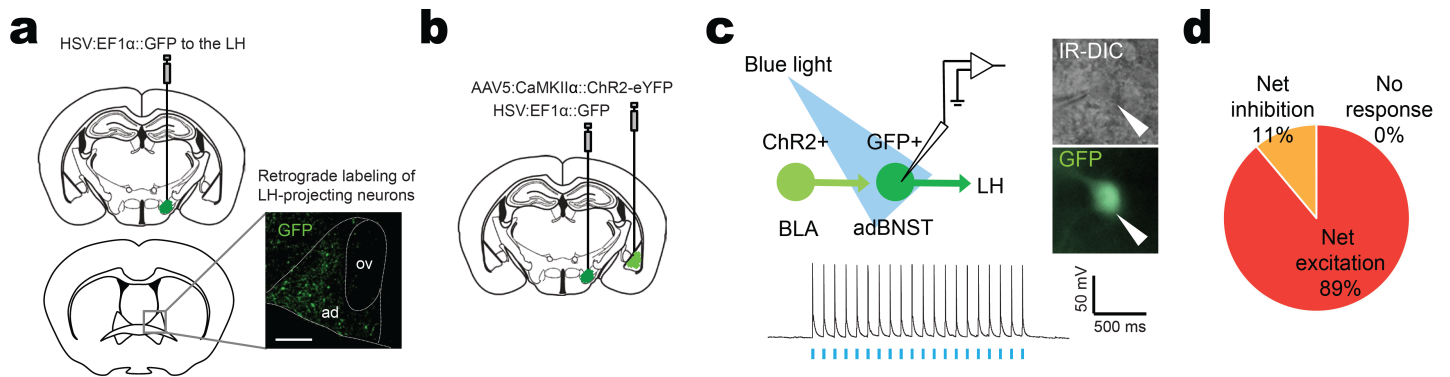 a
HSV:EF1α::GFP to the LH
Retrograde labeling of
LH-projecting neurons
GFP
ov
ad
b
AAV5:CaMKIIα::ChR2-eYFP
HSV:EF1α::GFP
c
Blue light
ChR2+
GFP+
LH
BLA
adBNST
IR-DIC
GFP
50 mV
500 ms
d
Net
inhibition
11%
No
response
0%
Net
excitation
89%